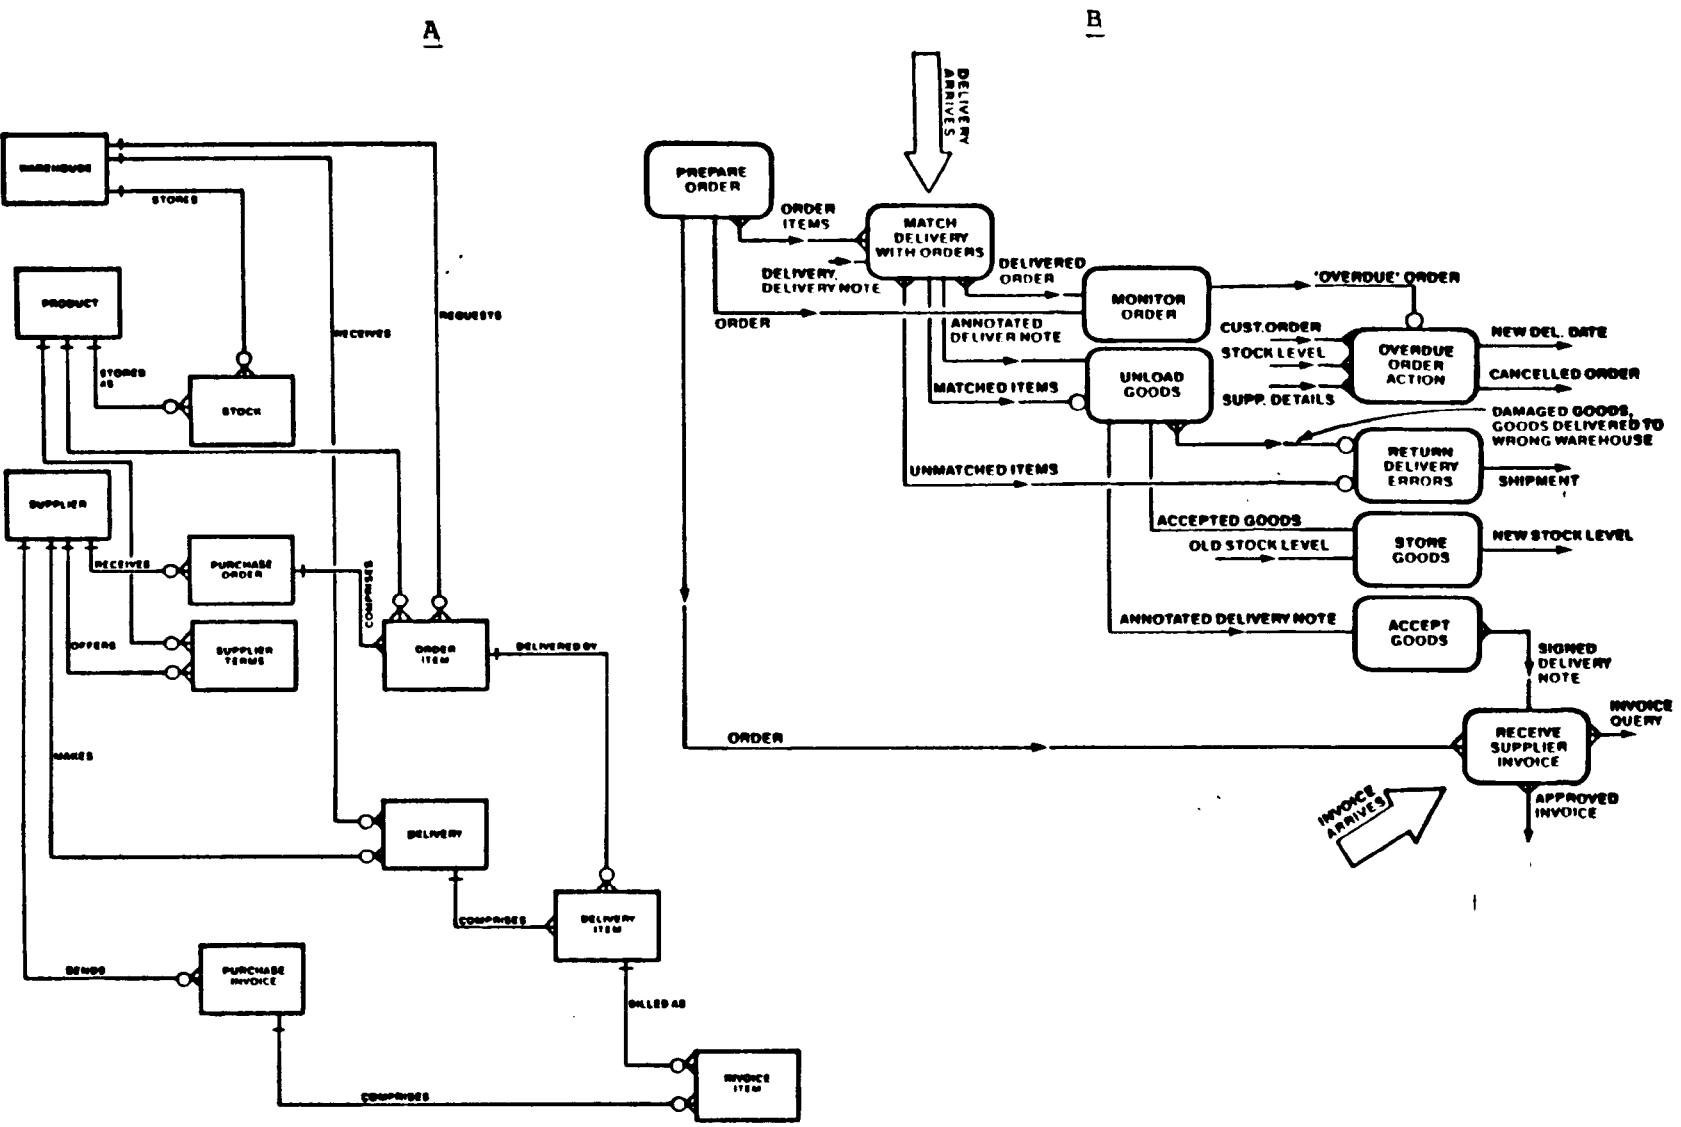 A
WAREHOUSE
STORES
PRODUCT
RECEIVES
REQUESTS
STORED
AS
STOCK
SUPPLIER
RECEIVES
PURCHASE
ORDER
COMPRISES
OFFERS
SUPPLIER
TERMS
ORDER
ITEM
DELIVERED BY
MAKES
DELIVERY
COMPRISES
DELIVERY
ITEM
SENDS
PURCHASE
INVOICE
BILLED AS
COMPRISES
INVOICE
ITEM
B
DELIVERY
ARRIVES
PREPARE
ORDER
ORDER
ITEMS
MATCH
DELIVERY
WITH ORDERS
DELIVERY,
DELIVERY NOTE
DELIVERED
ORDER
ORDER
MONITOR
ORDER
'OVERDUE' ORDER
ANNOTATED
DELIVER NOTE
CUST.ORDER
STOCK LEVEL
SUPP. DETAILS
OVERDUE
ORDER
ACTION
NEW DEL. DATE
CANCELLED ORDER
MATCHED ITEMS
UNLOAD
GOODS
DAMAGED GOODS,
GOODS DELIVERED TO
WRONG WAREHOUSE
UNMATCHED ITEMS
RETURN
DELIVERY
ERRORS
SHIPMENT
ACCEPTED GOODS
OLD STOCK LEVEL
STORE
GOODS
NEW STOCK LEVEL
ANNOTATED DELIVERY NOTE
ACCEPT
GOODS
SIGNED
DELIVERY
NOTE
ORDER
RECEIVE
SUPPLIER
INVOICE
INVOICE
QUERY
INVOICE
ARRIVES
APPROVED
INVOICE